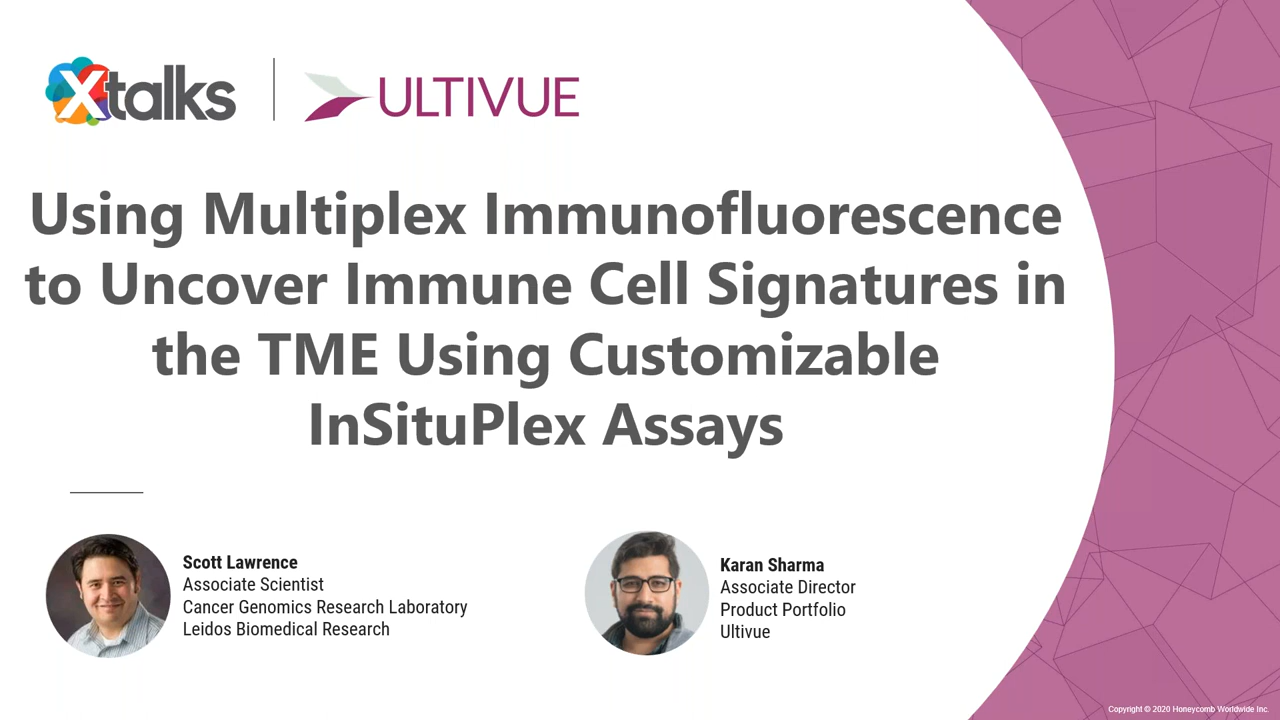 Xtalks
ULTIVUE
Using Multiplex Immunofluorescence
to Uncover Immune Cell Signatures in
the TME Using Customizable
InSituPlex Assays
Scott Lawrence
Associate Scientist
Cancer Genomics Research Laboratory
Leidos Biomedical Research
Karan Sharma
Associate Director
Product Portfolio
Ultivue
Copyright © 2020 Honeycomb Worldwide Inc.